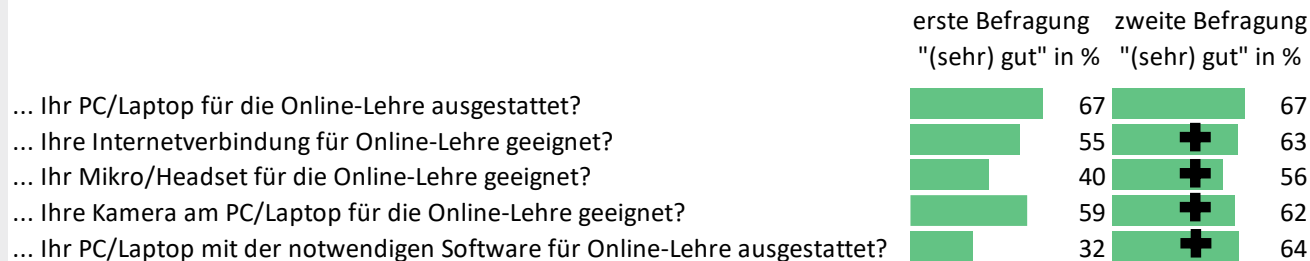 erste Befragung zweite Befragung
"(sehr) gut" in % "(sehr) gut" in %
... Ihr PC/Laptop für die Online-Lehre ausgestattet? 67 67
... Ihre Internetverbindung für Online-Lehre geeignet? 55 63
... Ihr Mikro/Headset für die Online-Lehre geeignet? 40 56
... Ihre Kamera am PC/Laptop für die Online-Lehre geeignet? 59 62
... Ihr PC/Laptop mit der notwendigen Software für Online-Lehre ausgestattet? 32 64